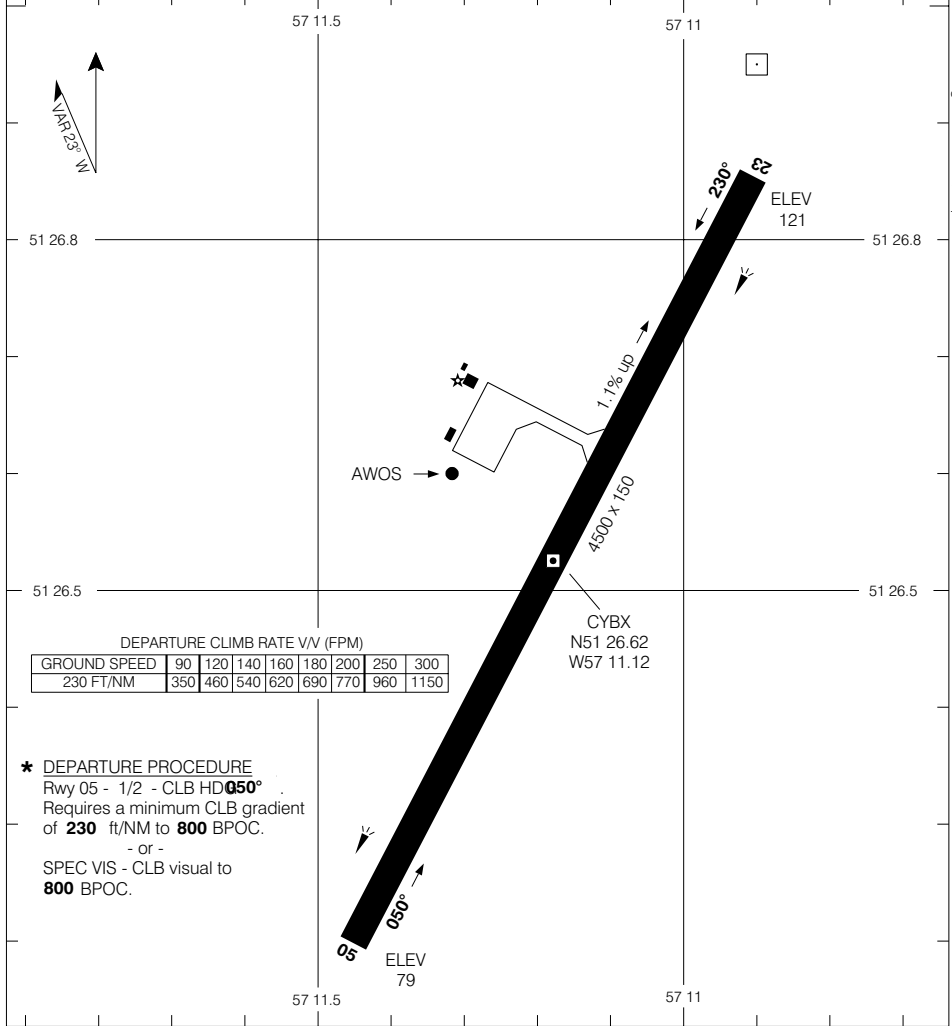 57 11.5
57 11
VAR 23° W
230°
23
ELEV
121
51 26.8
51 26.8
1.1% up
AWOS
4500 x 150
51 26.5
51 26.5
CYBX
N51 26.62
W57 11.12
DEPARTURE CLIMB RATE V/V (FPM)
GROUND SPEED 90 120 140 160 180 200 250 300
230 FT/NM 350 460 540 620 690 770 960 1150
* DEPARTURE PROCEDURE
Rwy 05 - 1/2 - CLB HDG 050° .
Requires a minimum CLB gradient
of 230 ft/NM to 800 BPOC.
- or -
SPEC VIS - CLB visual to
800 BPOC.
050°
05
ELEV
79
57 11.5
57 11